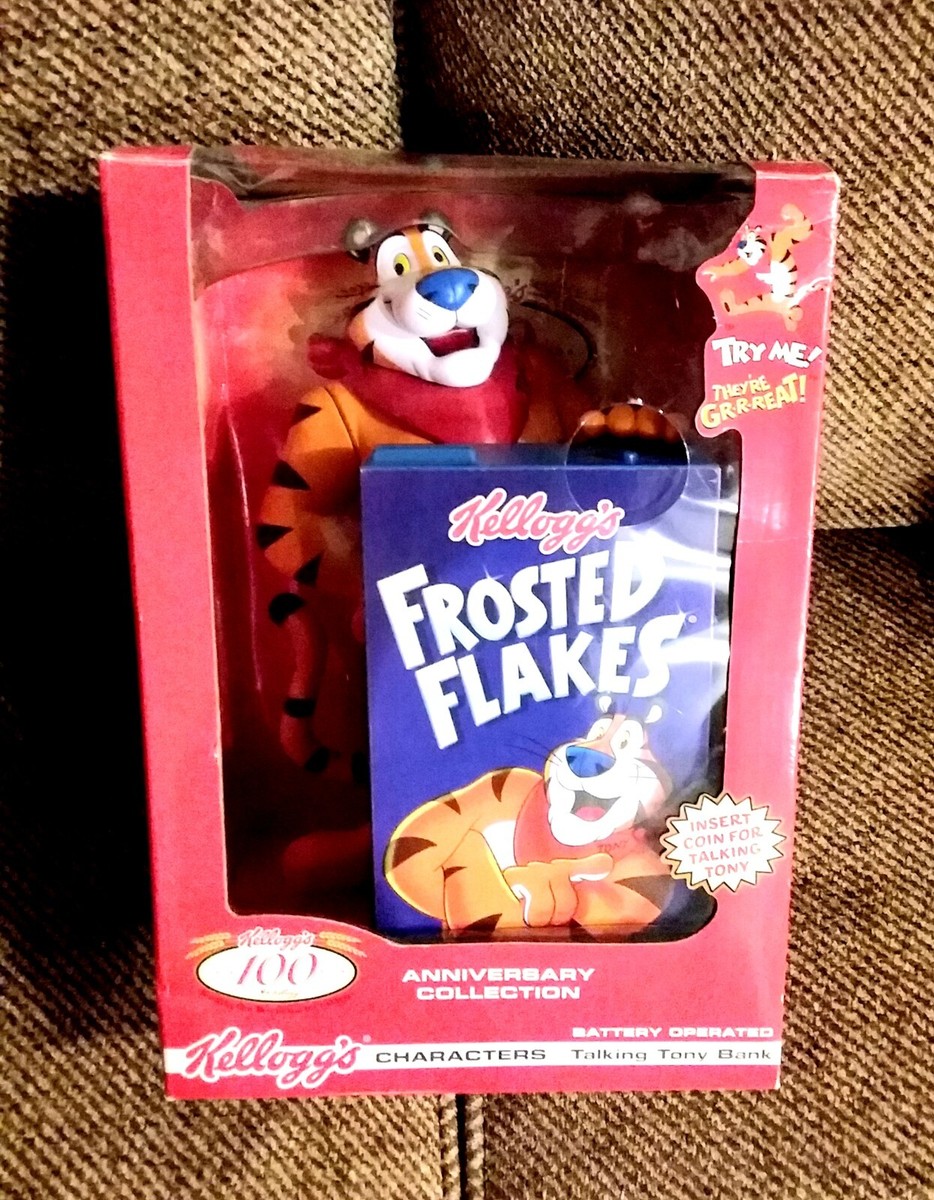 TRY ME!
THEY'RE
GR-R-REAT!
Kellogg's
FROSTED
FLAKES®
TONY
INSERT
COIN FOR
TALKING
TONY
Kellogg's
100
ANNIVERSARY
COLLECTION
BATTERY OPERATED
Kellogg's® CHARACTERS Talking Tony Bank